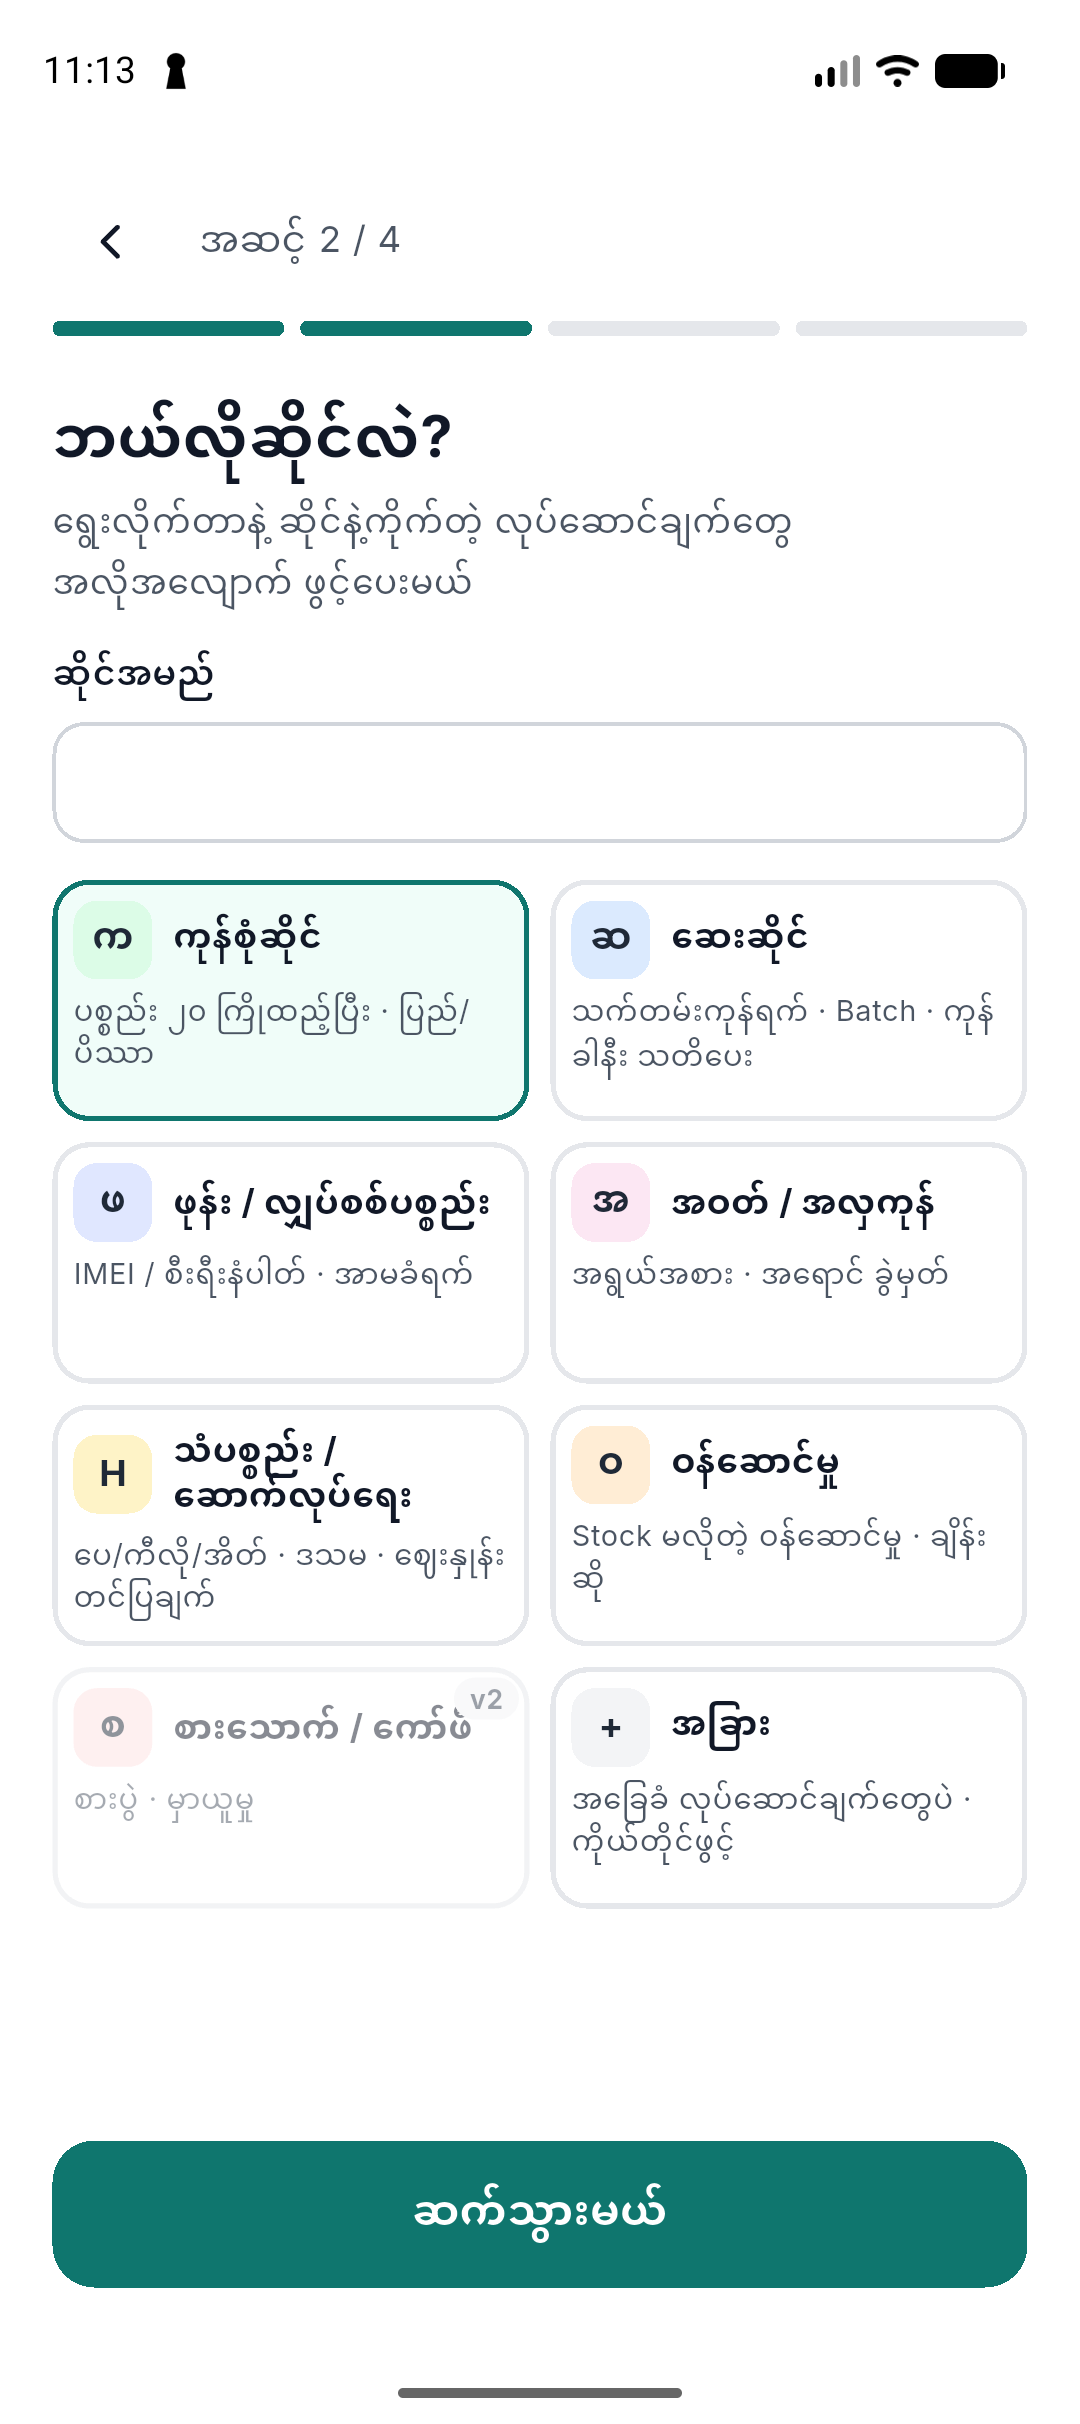 11:13
အဆင့် 2 / 4
ဘယ်လိုဆိုင်လဲ?
ရွေးလိုက်တာနဲ့ ဆိုင်နဲ့ကိုက်တဲ့ လုပ်ဆောင်ချက်တွေ
အလိုအလျောက် ဖွင့်ပေးမယ်
ဆိုင်အမည်
က ကုန်စုံဆိုင်
ပစ္စည်း ၂၀ ကြိုထည့်ပြီး · ပြည်/
ပိဿာ
ဆ ဆေးဆိုင်
သက်တမ်းကုန်ရက် · Batch · ကုန်
ခါနီး သတိပေး
ဖ ဖုန်း / လျှပ်စစ်ပစ္စည်း
IMEI / စီးရီးနံပါတ် · အာမခံရက်
အ အဝတ် / အလှကုန်
အရွယ်အစား · အရောင် ခွဲမှတ်
H သံပစ္စည်း /
ဆောက်လုပ်ရေး
ပေ/ကီလို/အိတ် · ဒသမ · ဈေးနှုန်း
တင်ပြချက်
ဝ ဝန်ဆောင်မှု
Stock မလိုတဲ့ ဝန်ဆောင်မှု · ချိန်း
ဆို
v2
စ စားသောက် / ကော်ဖီ
စားပွဲ · မှာယူမှု
+ အခြား
အခြေခံ လုပ်ဆောင်ချက်တွေပဲ ·
ကိုယ်တိုင်ဖွင့်
ဆက်သွားမယ်